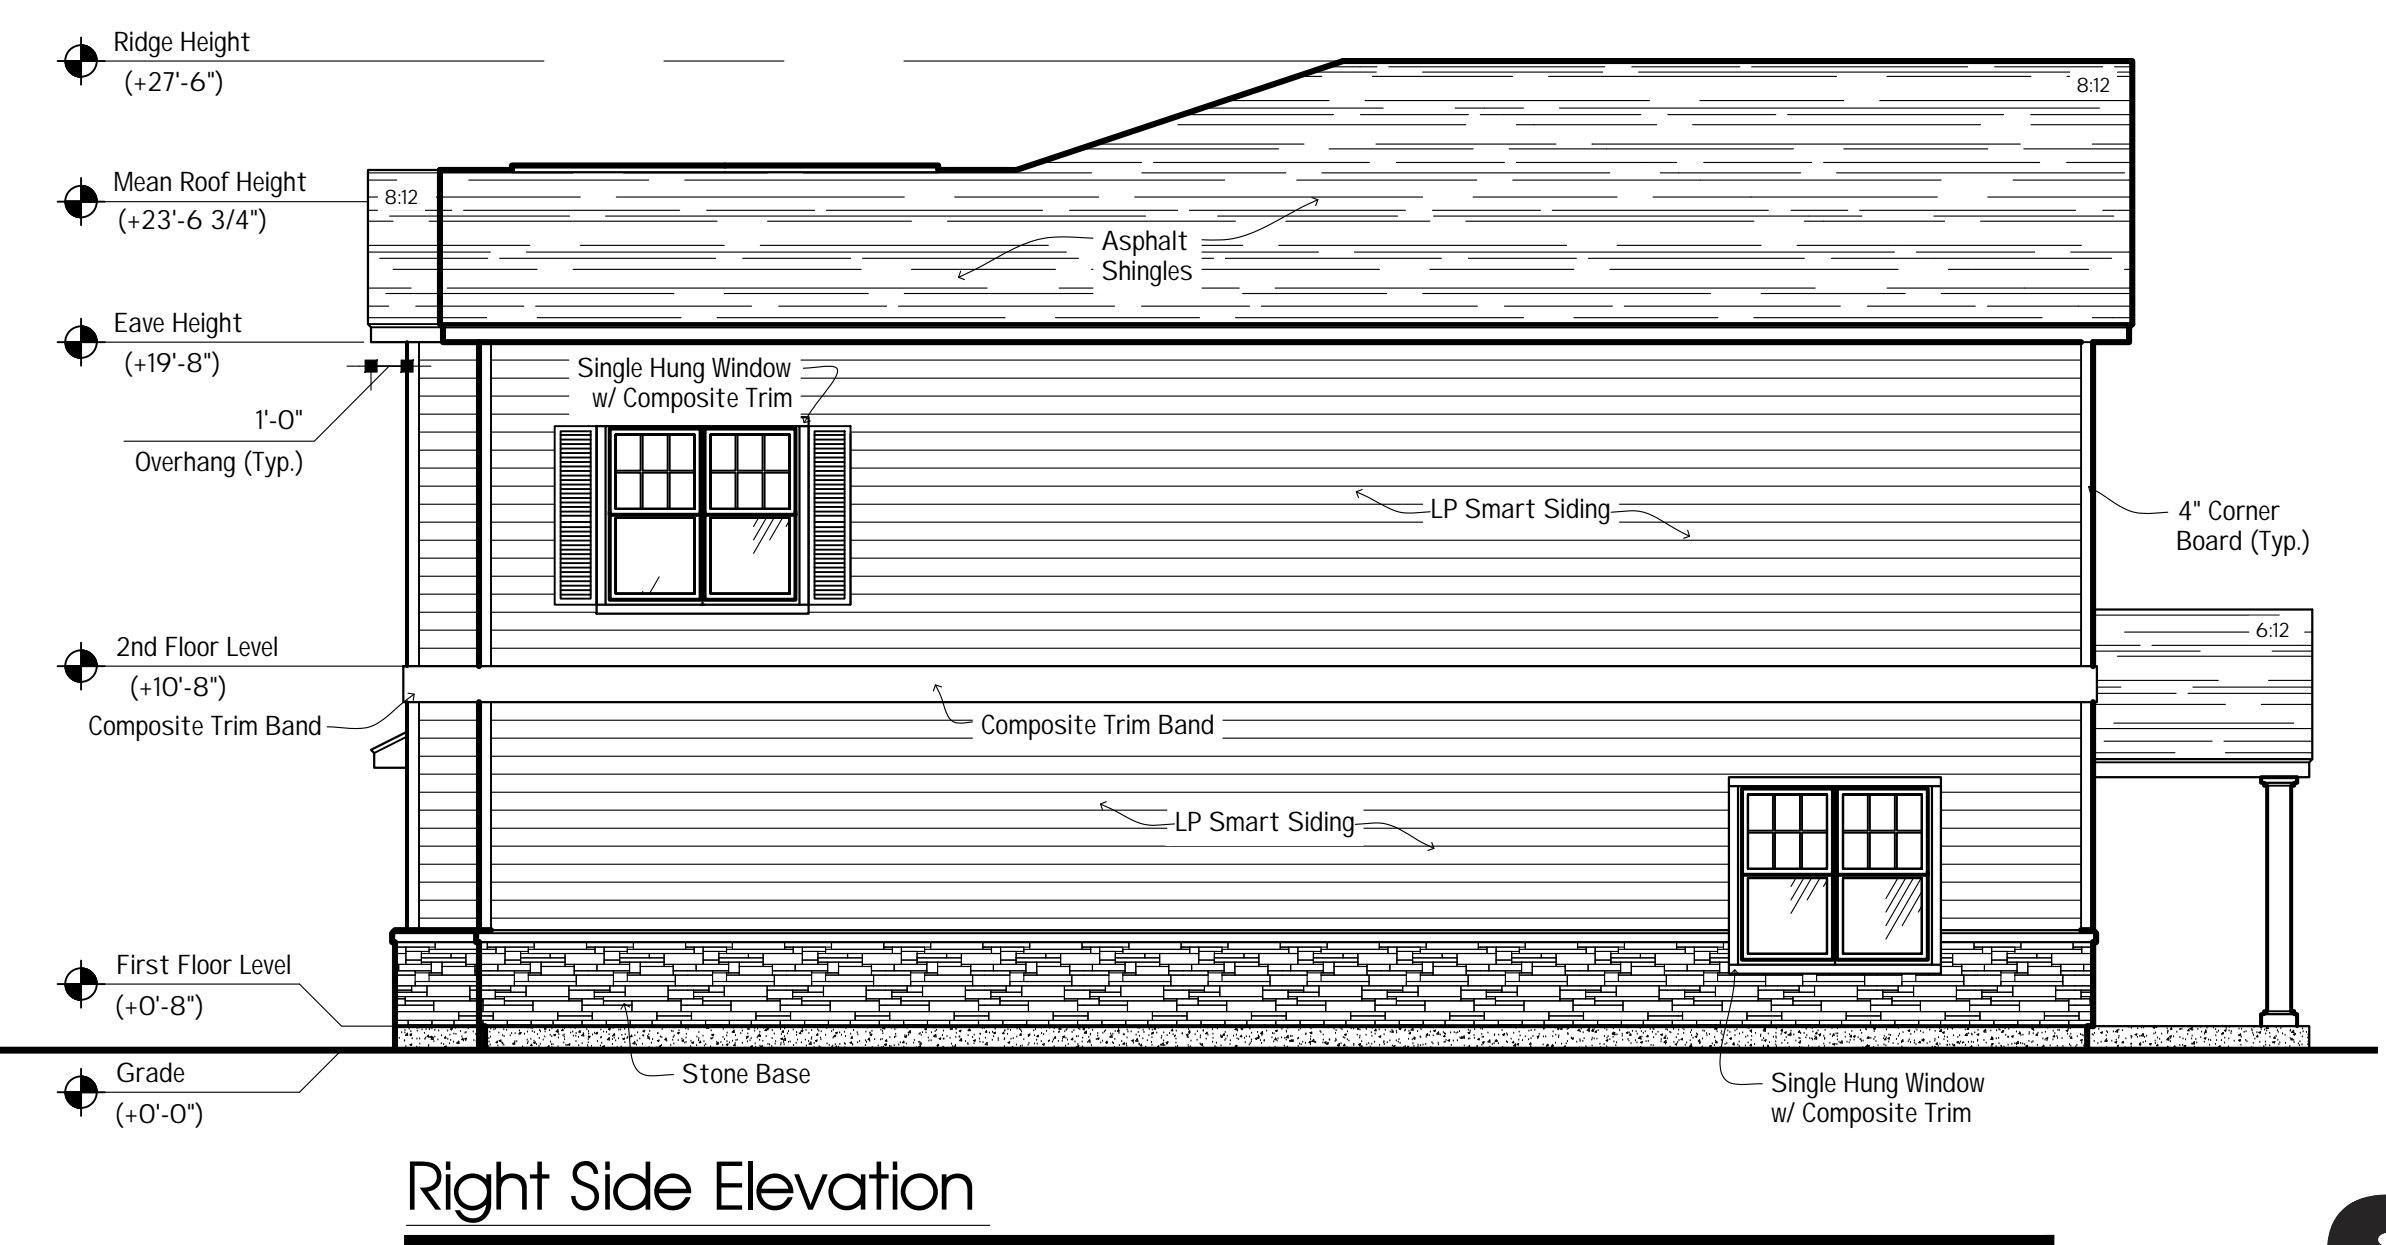 Ridge Height
(+27'-6")
8:12
Mean Roof Height
(+23'-6 3/4")
8:12
Asphalt
Shingles
Eave Height
(+19'-8")
1'-0"
Overhang (Typ.)
Single Hung Window
w/ Composite Trim
LP Smart Siding
4" Corner
Board (Typ.)
6:12
2nd Floor Level
(+10'-8")
Composite Trim Band
Composite Trim Band
LP Smart Siding
First Floor Level
(+0'-8")
Grade
(+0'-0")
Stone Base
Single Hung Window
w/ Composite Trim
Right Side Elevation